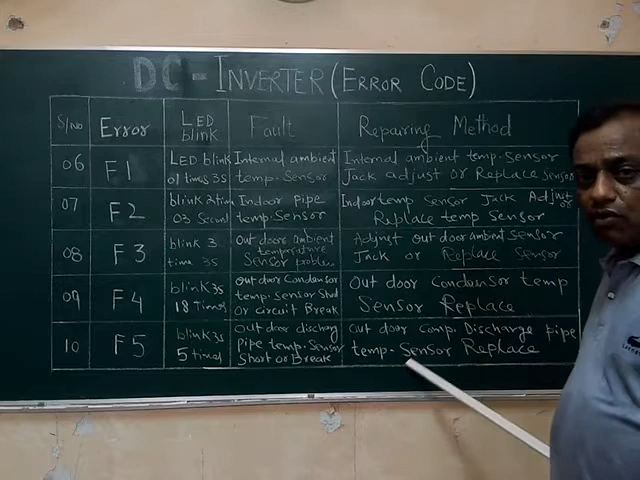 DC - INVERTER (ERROR CODE)
S/No Error LED blink Fault Repairing Method
06 F1 LED blink 01 times 3s Internal ambient temp. Sensor Internal ambient temp. Sensor Jack adjust or Replace sensor
07 F2 blink 2 time 03 Second Indoor pipe temp. Sensor Indoor temp Sensor Jack Adjust or Replace temp Sensor
08 F3 blink 3 time 3s Out door ambient temprature Sensor problem Adjust out door ambient sensor Jack or Replace Sensor
09 F4 blink 3s 18 Times Out door Condensor temp. Sensor or circuit Break Out door Condensor temp Sensor Replace
10 F5 blink 3s 5 times Out door discharg pipe temp. Sensor Short or Break out door Comp. Discharge pipe temp. Sensor Replace